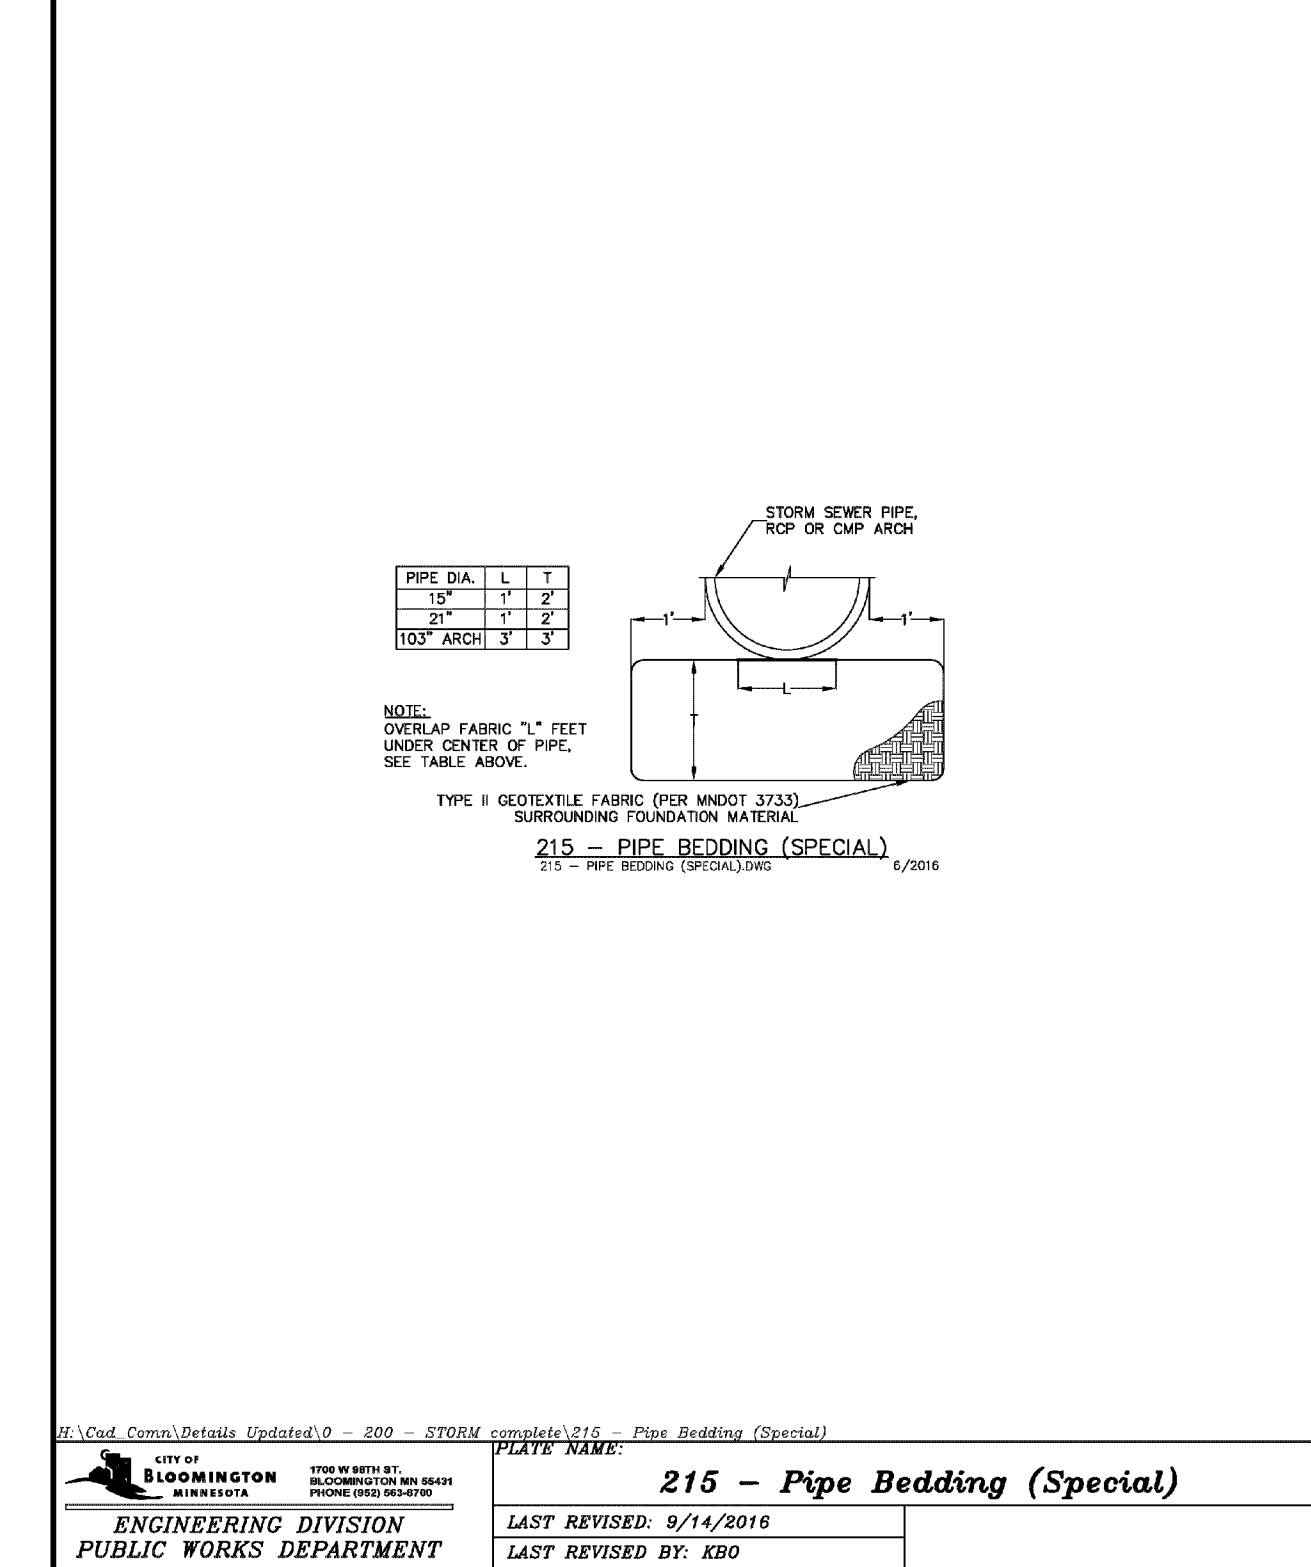 STORM SEWER PIPE,
RCP OR CMP ARCH
PIPE DIA. L T
15" 1' 2'
21" 1' 2'
103" ARCH 3' 3'
1' 1'
L
T
NOTE:
OVERLAP FABRIC "L" FEET
UNDER CENTER OF PIPE,
SEE TABLE ABOVE.
TYPE II GEOTEXTILE FABRIC (PER MNDOT 3733)
SURROUNDING FOUNDATION MATERIAL
215 – PIPE BEDDING (SPECIAL)
215 – PIPE BEDDING (SPECIAL).DWG 6/2016
H:\Cad_Comn\Details Updated\0 – 200 – STORM complete\215 – Pipe Bedding (Special)
CITY OF
BLOOMINGTON
MINNESOTA
1700 W 98TH ST.
BLOOMINGTON MN 55431
PHONE (952) 563-8700
ENGINEERING DIVISION
PUBLIC WORKS DEPARTMENT
PLATE NAME:
215 – Pipe Bedding (Special)
LAST REVISED: 9/14/2016
LAST REVISED BY: KBO